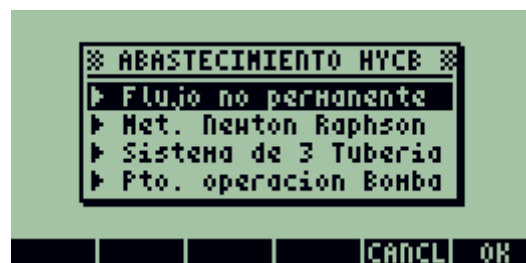 ABASTECIMIENTO HYCB
Flujo no permanente
Met. Newton Raphson
Sistema de 3 Tuberia
Pto. operacion Bomba
CANCL OK